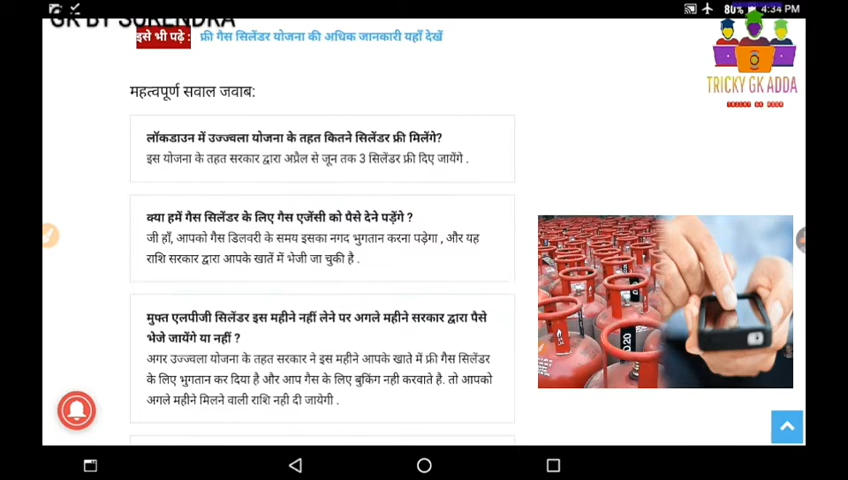 GK BY SURENDRA
80% 4:34 PM
इसे भी पढ़े : फ्री गैस सिलेंडर योजना की अधिक जानकारी यहाँ देखें
TRICKY GK ADDA
महत्वपूर्ण सवाल जवाब:
लॉकडाउन में उज्ज्वला योजना के तहत कितने सिलेंडर फ्री मिलेंगे?
इस योजना के तहत सरकार द्वारा अप्रैल से जून तक 3 सिलेंडर फ्री दिए जायेंगे .
क्या हमें गैस सिलेंडर के लिए गैस एजेंसी को पैसे देने पड़ेंगे ?
जी हाँ, आपको गैस डिलवरी के समय इसका नगद भुगतान करना पड़ेगा , और यह
राशि सरकार द्वारा आपके खातें में भेजी जा चुकी है .
मुफ्त एलपीजी सिलेंडर इस महीने नहीं लेने पर अगले महीने सरकार द्वारा पैसे
भेजे जायेंगे या नहीं ?
अगर उज्ज्वला योजना के तहत सरकार ने इस महीने आपके खाते में फ्री गैस सिलेंडर
के लिए भुगतान कर दिया है और आप गैस के लिए बुकिंग नही करवाते है. तो आपको
अगले महीने मिलने वाली राशि नही दी जायेगी .